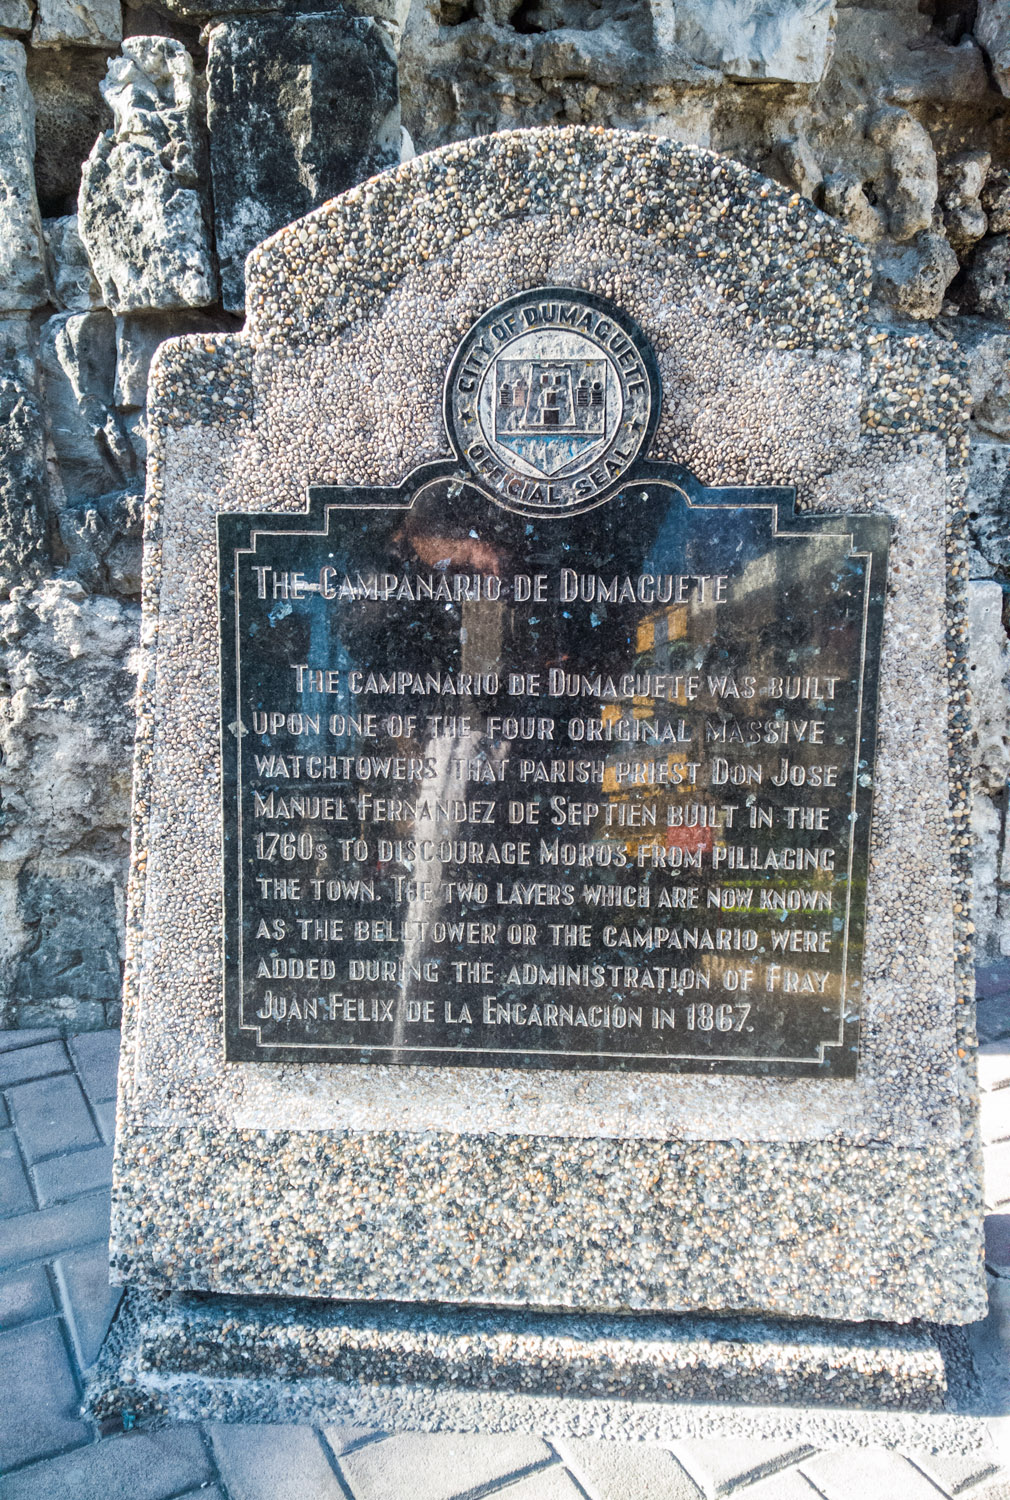 CITY OF DUMAGUETE
OFFICIAL SEAL
THE CAMPANARIO DE DUMAGUETE
THE CAMPANARIO DE DUMAGUETE WAS BUILT
UPON ONE OF THE FOUR ORIGINAL MASSIVE
WATCHTOWERS THAT PARISH PRIEST DON JOSE
MANUEL FERNANDEZ DE SEPTIEN BUILT IN THE
1760S TO DISCOURAGE MOROS FROM PILLAGING
THE TOWN. THE TWO LAYERS WHICH ARE NOW KNOWN
AS THE BELLTOWER OR THE CAMPANARIO, WERE
ADDED DURING THE ADMINISTRATION OF FRAY
JUAN FELIX DE LA ENCARNACION IN 1867.